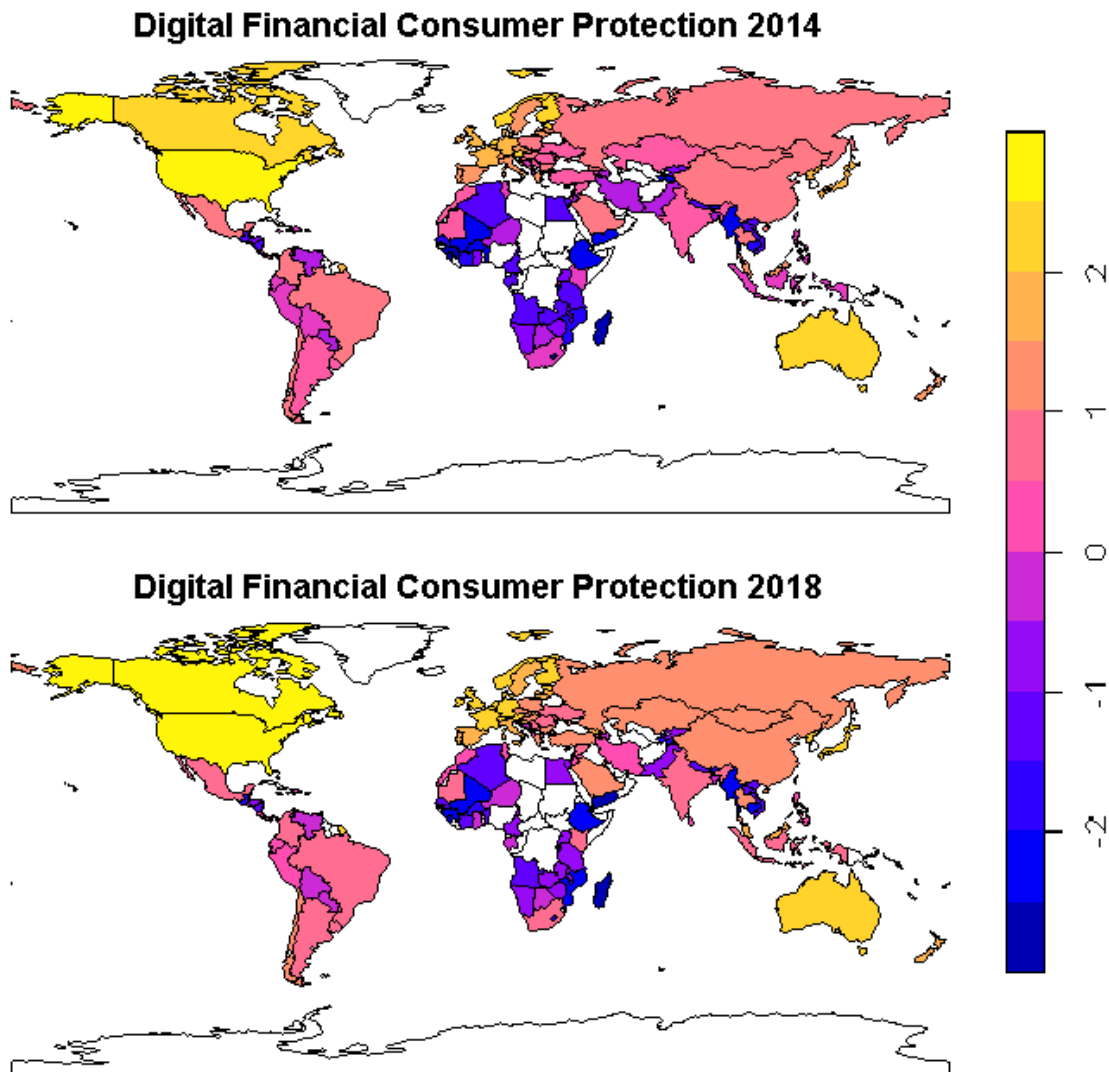 Digital Financial Consumer Protection 2014
2
1
0
-1
-2
Digital Financial Consumer Protection 2018